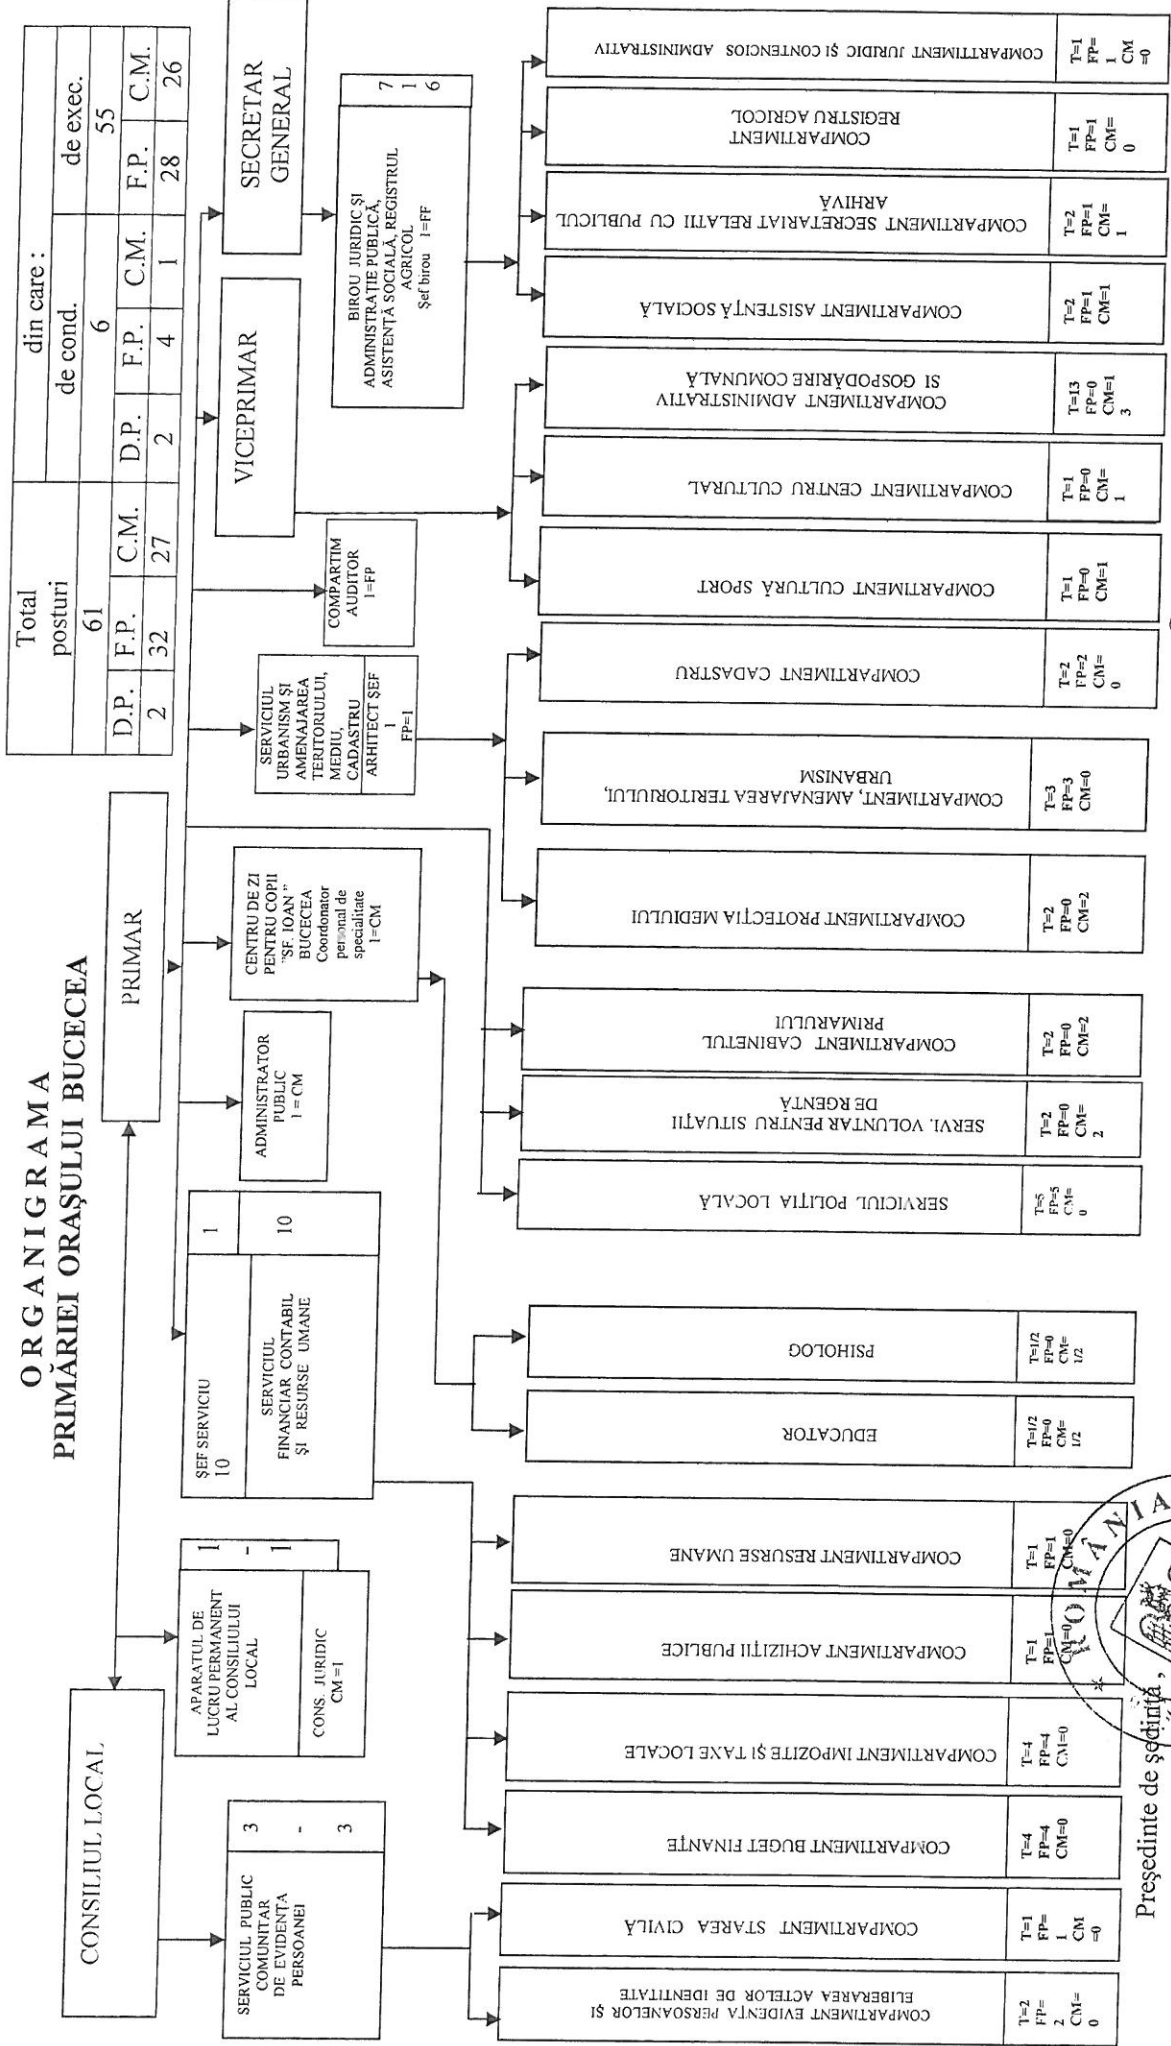 ORGANIGRAMA
PRIMĂRIEI ORAŞULUI BUCECEA
Total
posturi
din care :
de cond.
de exec.
61
6
55
D.P.
F.P.
C.M.
D.P.
F.P.
C.M.
F.P.
C.M.
2
32
27
2
4
1
28
26
CONSILIUL LOCAL
PRIMAR
VICEPRIMAR
SECRETAR
GENERAL
SERVICIUL PUBLIC
COMUNITAR
DE EVIDENŢA
PERSOANEI
3
-
3
APARATUL DE
LUCRU PERMANENT
AL CONSILIULUI
LOCAL
1
-
1
CONS. JURIDIC
CM =1
ŞEF SERVICIU
10
1
SERVICIUL
FINANCIAR CONTABIL
ŞI RESURSE UMANE
10
ADMINISTRATOR
PUBLIC
1 = CM
CENTRU DE ZI
PENTRU COPII
"SF. IOAN "
BUCECEA
Coordonator
personal de
specialitate
1=CM
SERVICIUL
URBANISM ŞI
AMENAJAREA
TERITORIULUI,
MEDIU,
CADASTRU
ARHITECT ŞEF
1
FP=1
COMPARTIM
AUDITOR
1=FP
BIROU JURIDIC ŞI
ADMINISTRAŢIE PUBLICĂ,
ASISTENŢĂ SOCIALĂ, REGISTRUL
AGRICOL
Şef birou 1=FF
7
1
6
COMPARTIMENT EVIDENŢA PERSOANELOR ŞI
ELIBERAREA ACTELOR DE IDENTITATE
T=2
FP=
2
CM=
0
COMPARTIMENT STAREA CIVILĂ
T=1
FP=
1
CM
=0
COMPARTIMENT BUGET FINANŢE
T=4
FP=4
CM=0
COMPARTIMENT IMPOZITE ŞI TAXE LOCALE
T=4
FP=4
CM=0
COMPARTIMENT ACHIZIŢII PUBLICE
T=1
FP=1
CM=0
COMPARTIMENT RESURSE UMANE
T=1
FP=1
CM=0
EDUCATOR
T=1/2
FP=0
CM=
1/2
PSIHOLOG
T=1/2
FP=0
CM=
1/2
SERVICIUL POLIŢIA LOCALĂ
T=5
FP=5
CM=
0
SERVI. VOLUNTAR PENTRU SITUAŢII
DE RGENTĂ
T=2
FP=0
CM=
2
COMPARTIMENT CABINETUL
PRIMARULUI
T=2
FP=0
CM=2
COMPARTIMENT PROTECŢIA MEDIULUI
T=2
FP=0
CM=2
COMPARTIMENT, AMENAJAREA TERITORIULUI,
URBANISM
T=3
FP=3
CM=0
COMPARTIMENT CADASTRU
T=2
FP=2
CM=
0
COMPARTIMENT CULTURĂ SPORT
T=1
FP=0
CM=1
COMPARTIMENT CENTRU CULTURAL
T=1
FP=0
CM=
1
COMPARTIMENT ADMINISTRATIV
SI GOSPODĂRIRE COMUNALĂ
T=13
FP=0
CM=1
3
COMPARTIMENT ASISTENŢĂ SOCIALĂ
T=2
FP=1
CM=1
COMPARTIMENT SECRETARIAT RELATII CU PUBLICUL
ARHIVĂ
T=2
FP=1
CM=
1
COMPARTIMENT
REGISTRU AGRICOL
T=1
FP=1
CM=
0
COMPARTTIMENT JURIDIC ŞI CONTENCIOS ADMINISTRATIV
T=1
FP=
1
CM
=0
Preşedinte de şedinţă ,
* ROMÂNIA